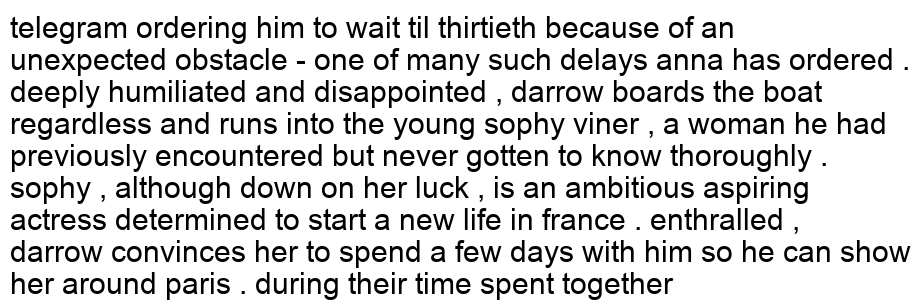 telegram ordering him to wait til thirtieth because of an
unexpected obstacle - one of many such delays anna has ordered .
deeply humiliated and disappointed , darrow boards the boat
regardless and runs into the young sophy viner , a woman he had
previously encountered but never gotten to know thoroughly .
sophy , although down on her luck , is an ambitious aspiring
actress determined to start a new life in france . enthralled ,
darrow convinces her to spend a few days with him so he can show
her around paris . during their time spent together